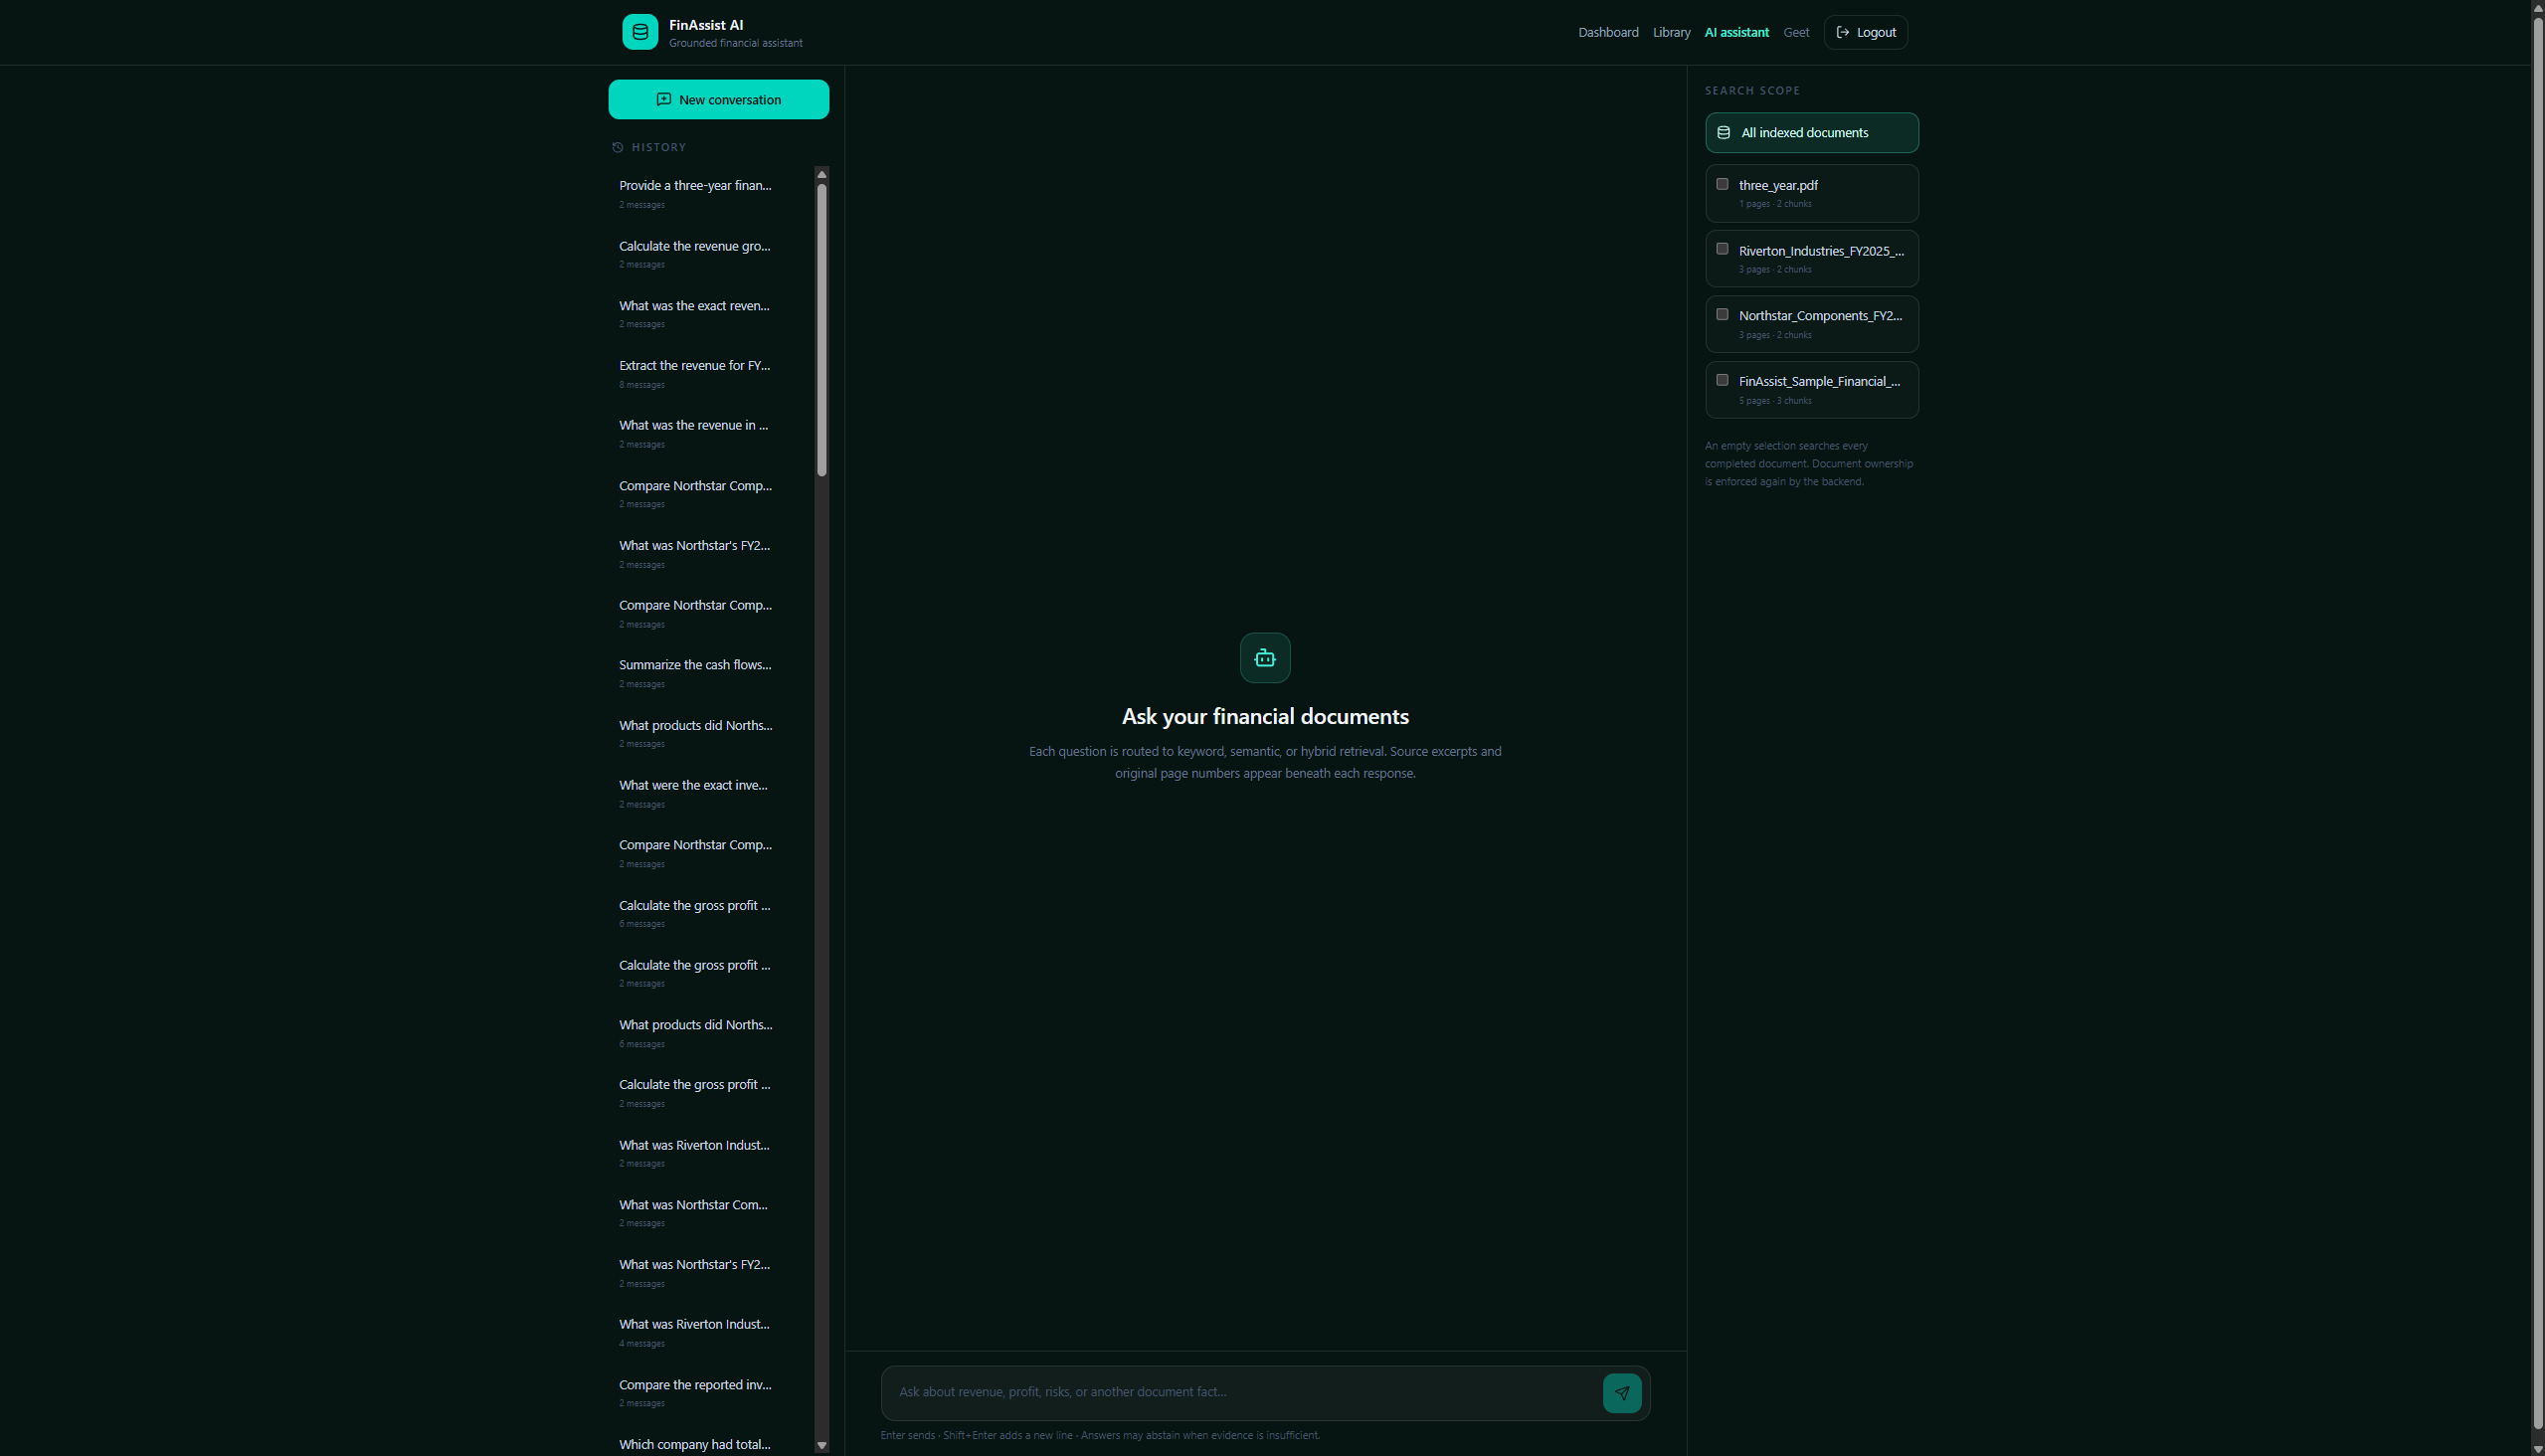 FinAssist AI
Grounded financial assistant
Dashboard
Library
AI assistant
Geet
Logout
New conversation
HISTORY
Provide a three-year finan...
2 messages
Calculate the revenue gro...
2 messages
What was the exact reven...
2 messages
Extract the revenue for FY...
8 messages
What was the revenue in ...
2 messages
Compare Northstar Comp...
2 messages
What was Northstar's FY2...
2 messages
Compare Northstar Comp...
2 messages
Summarize the cash flows...
2 messages
What products did Norths...
2 messages
What were the exact inve...
2 messages
Compare Northstar Comp...
2 messages
Calculate the gross profit ...
6 messages
Calculate the gross profit ...
2 messages
What products did Norths...
6 messages
Calculate the gross profit ...
2 messages
What was Riverton Indust...
2 messages
What was Northstar Com...
2 messages
What was Northstar's FY2...
2 messages
What was Riverton Indust...
4 messages
Compare the reported inv...
2 messages
Which company had total...
Ask your financial documents
Each question is routed to keyword, semantic, or hybrid retrieval. Source excerpts and
original page numbers appear beneath each response.
Ask about revenue, profit, risks, or another document fact...
Enter sends · Shift+Enter adds a new line · Answers may abstain when evidence is insufficient.
SEARCH SCOPE
All indexed documents
three_year.pdf
1 pages · 2 chunks
Riverton_Industries_FY2025_...
3 pages · 2 chunks
Northstar_Components_FY2...
3 pages · 2 chunks
FinAssist_Sample_Financial_...
5 pages · 3 chunks
An empty selection searches every
completed document. Document ownership
is enforced again by the backend.